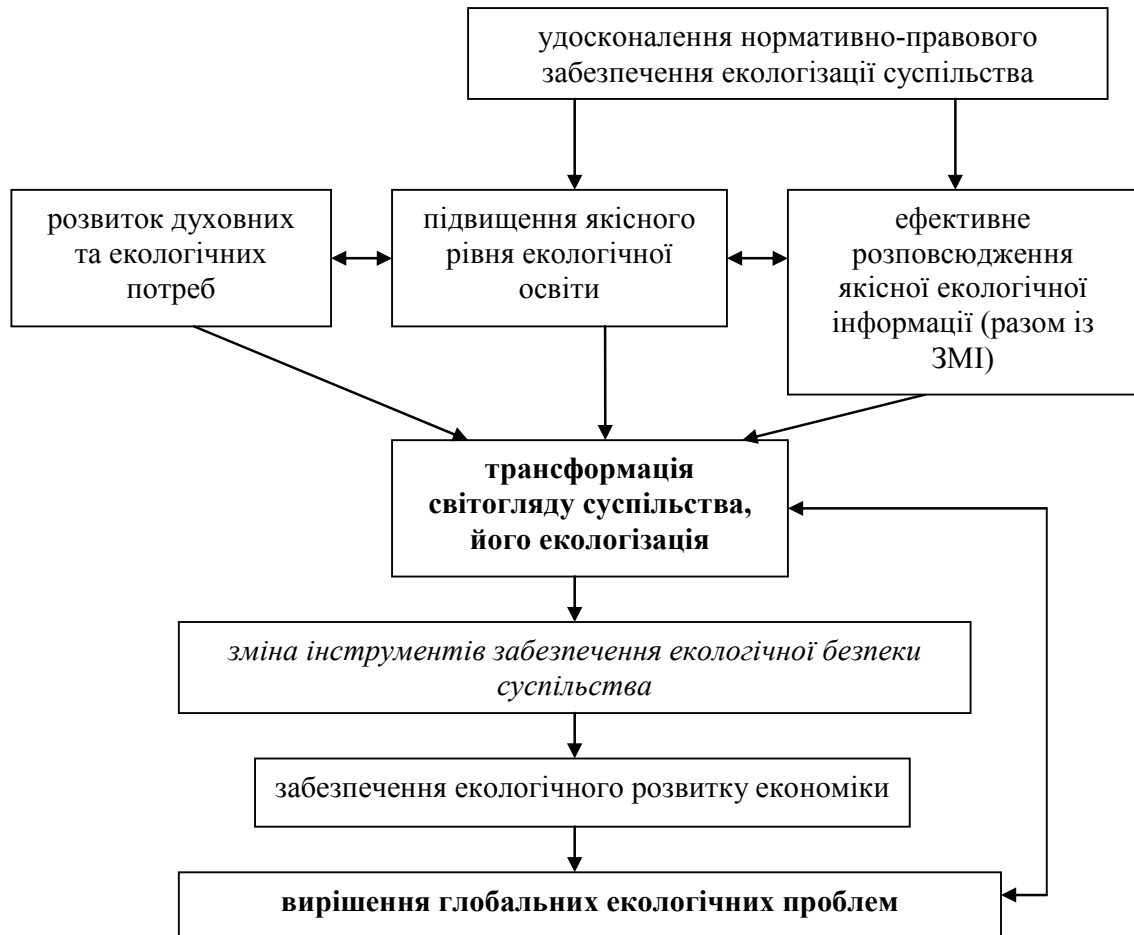 удосконалення нормативно-правового
забезпечення екологізації суспільства
розвиток духовних
та екологічних
потреб
підвищення якісного
рівня екологічної
освіти
ефективне
розповсюдження
якісної екологічної
інформації (разом із
ЗМІ)
трансформація
світогляду суспільства,
його екологізація
зміна інструментів забезпечення екологічної безпеки
суспільства
забезпечення екологічного розвитку економіки
вирішення глобальних екологічних проблем